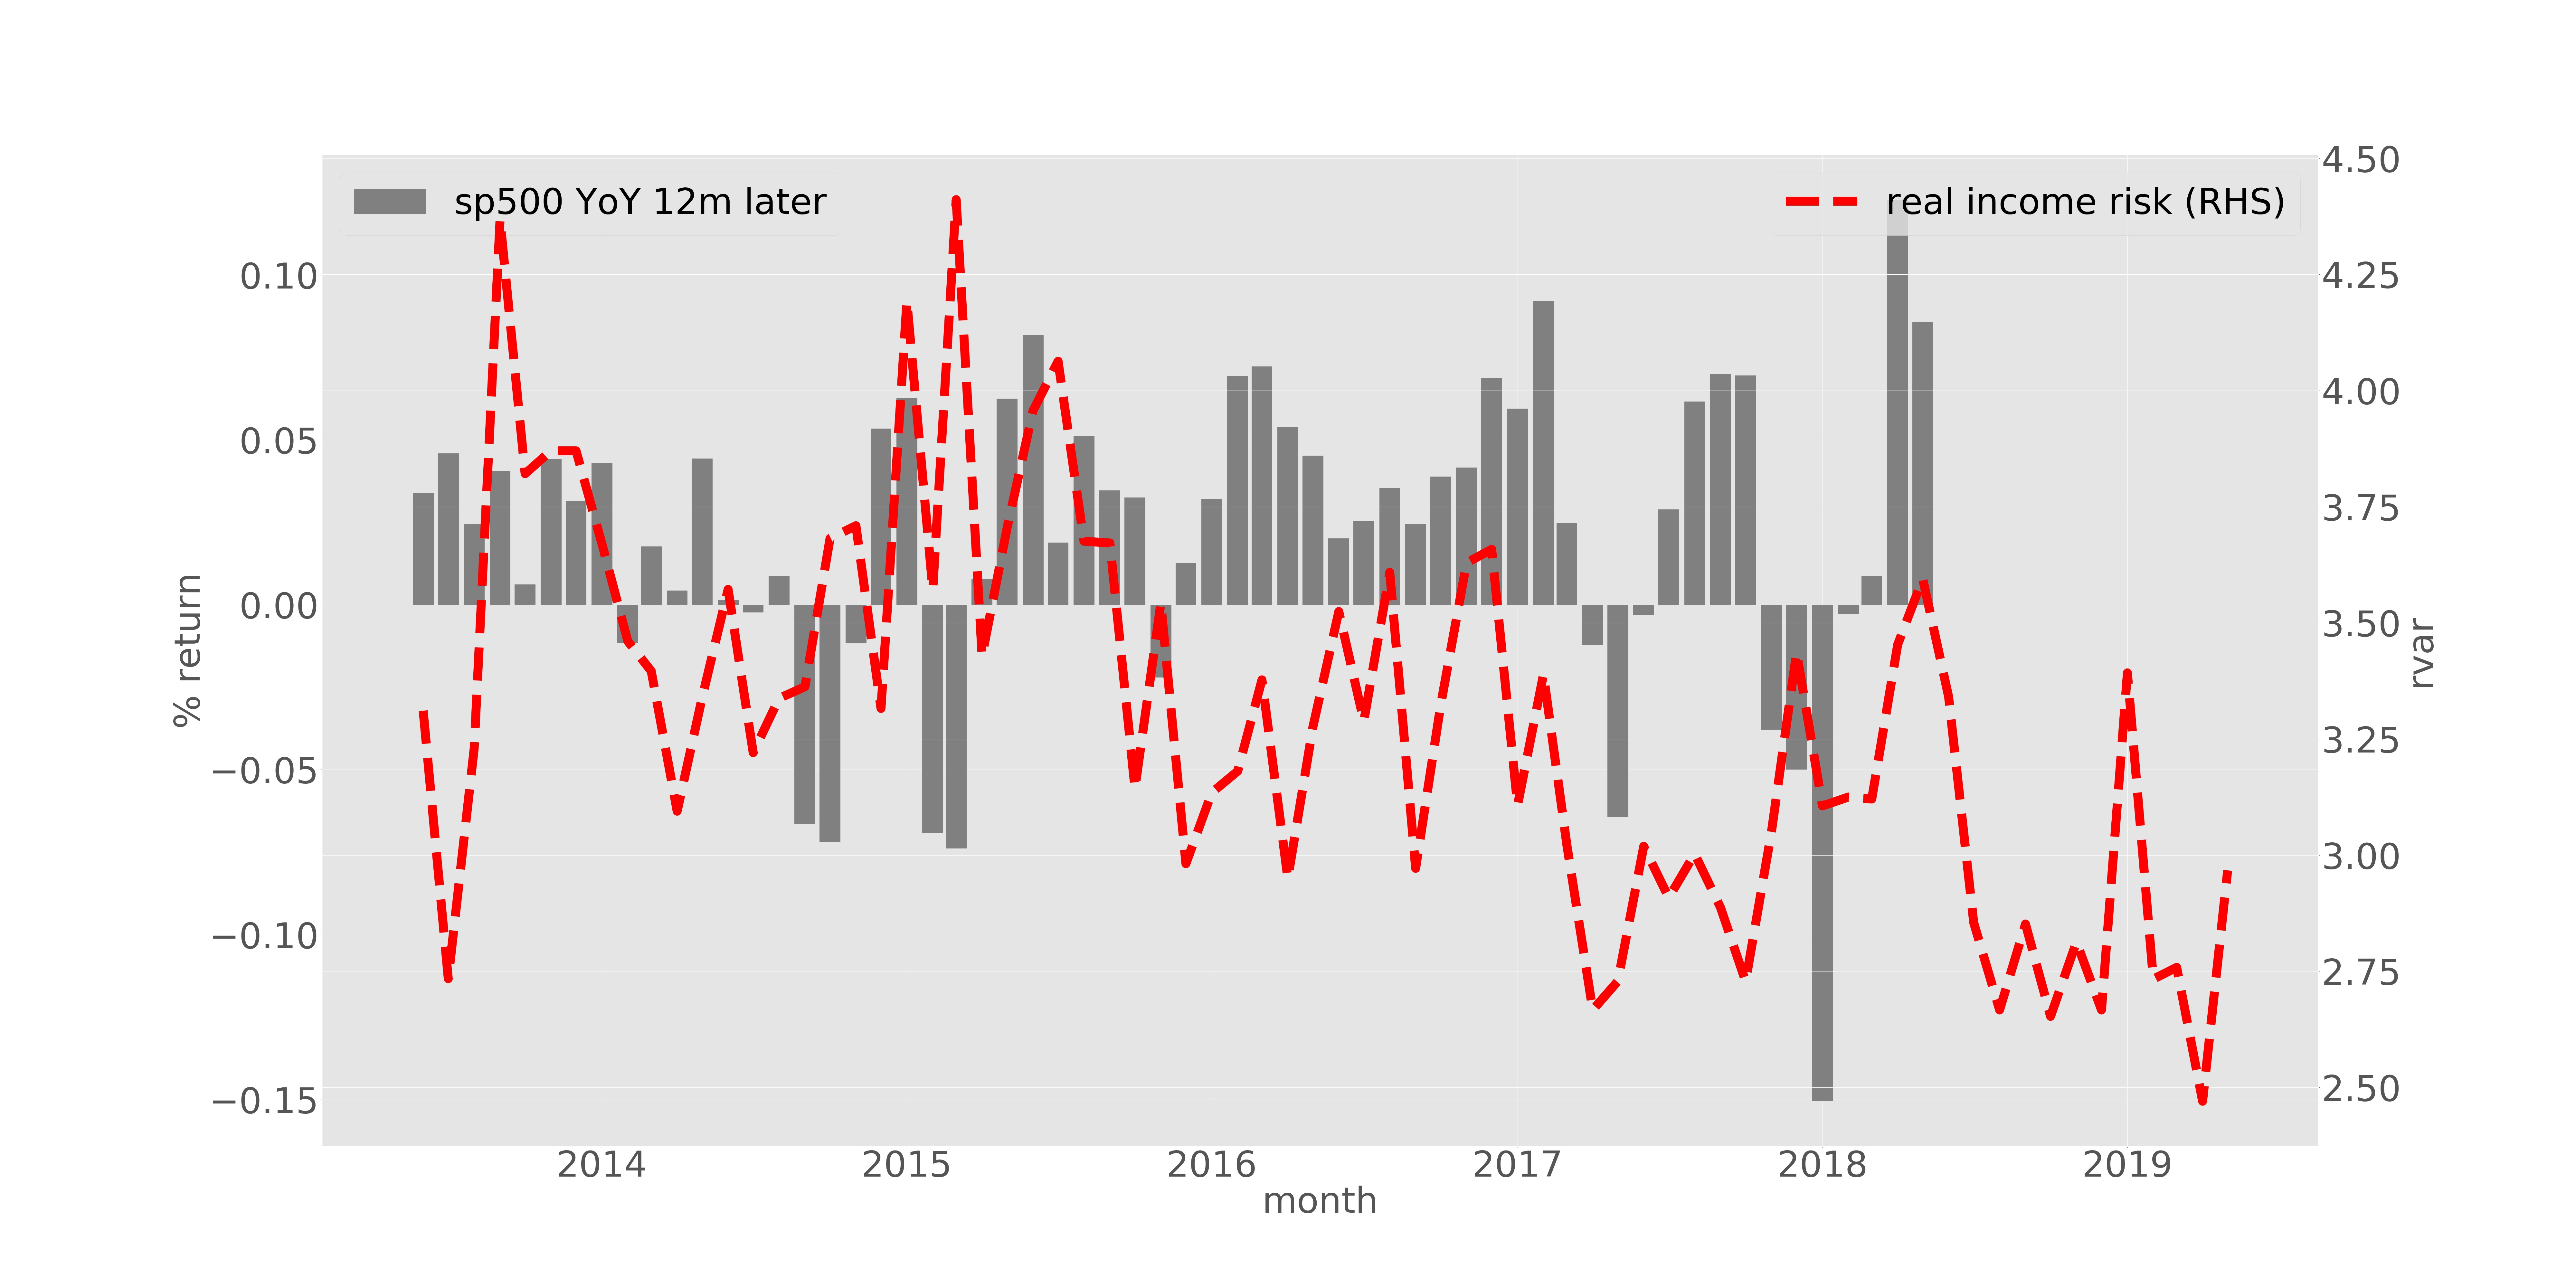 sp500 YoY 12m later
real income risk (RHS)
% return
0.10
0.05
0.00
−0.05
−0.10
−0.15
4.50
4.25
4.00
3.75
3.50
3.25
3.00
2.75
2.50
rvar
2014 2015 2016 2017 2018 2019
month